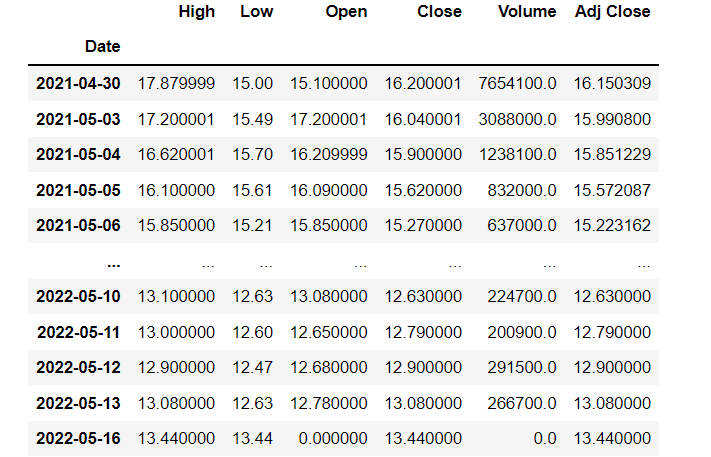 High Low Open Close Volume Adj Close
Date
2021-04-30 17.879999 15.00 15.100000 16.200001 7654100.0 16.150309
2021-05-03 17.200001 15.49 17.200001 16.040001 3088000.0 15.990800
2021-05-04 16.620001 15.70 16.209999 15.900000 1238100.0 15.851229
2021-05-05 16.100000 15.61 16.090000 15.620000 832000.0 15.572087
2021-05-06 15.850000 15.21 15.850000 15.270000 637000.0 15.223162
... ... ... ... ... ... ...
2022-05-10 13.100000 12.63 13.080000 12.630000 224700.0 12.630000
2022-05-11 13.000000 12.60 12.650000 12.790000 200900.0 12.790000
2022-05-12 12.900000 12.47 12.680000 12.900000 291500.0 12.900000
2022-05-13 13.080000 12.63 12.780000 13.080000 266700.0 13.080000
2022-05-16 13.440000 13.44 0.000000 13.440000 0.0 13.440000